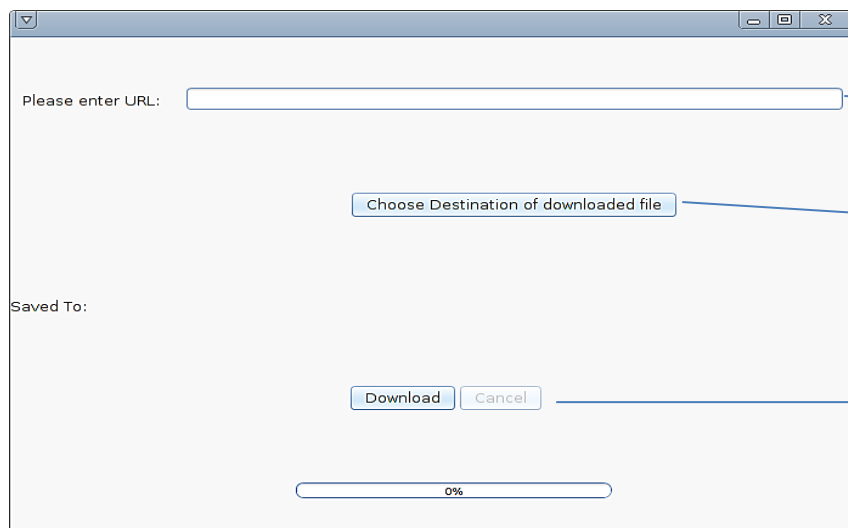 Please enter URL:
Choose Destination of downloaded file
Saved To:
Download Cancel
0%